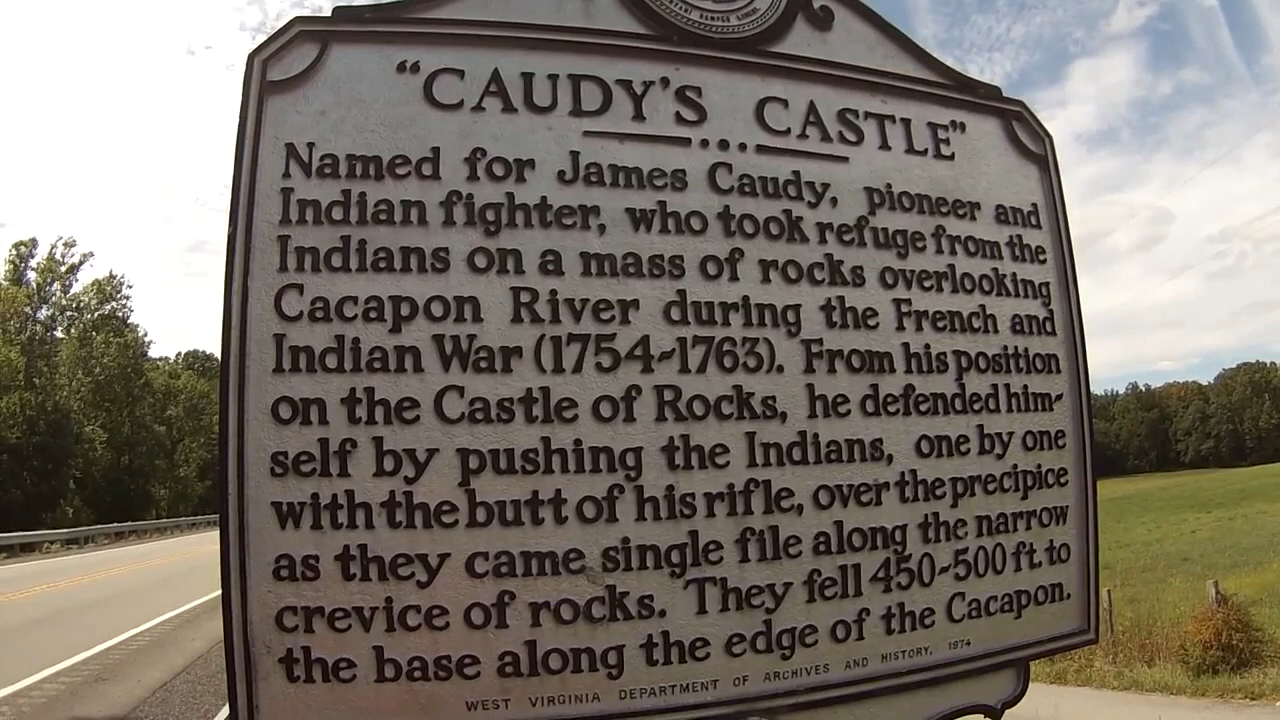 SEMPER LIBERI
"CAUDY'S CASTLE"
Named for James Caudy, pioneer and
Indian fighter, who took refuge from the
Indians on a mass of rocks overlooking
Cacapon River during the French and
Indian War (1754-1763). From his position
on the Castle of Rocks, he defended him-
self by pushing the Indians, one by one
with the butt of his rifle, over the precipice
as they came single file along the narrow
crevice of rocks. They fell 450-500 ft. to
the base along the edge of the Cacapon.
WEST VIRGINIA DEPARTMENT OF ARCHIVES AND HISTORY, 1974